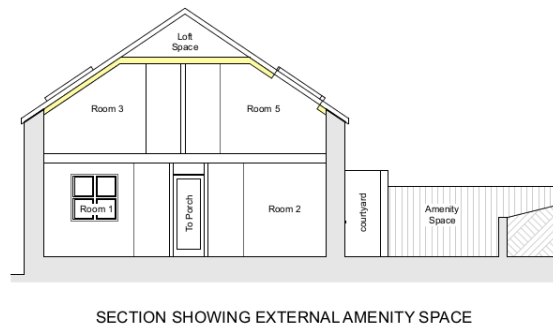 Loft
Space
Room 3
Room 5
Room 1
To Porch
Room 2
courtyard
Amenity
Space
SECTION SHOWING EXTERNAL AMENITY SPACE